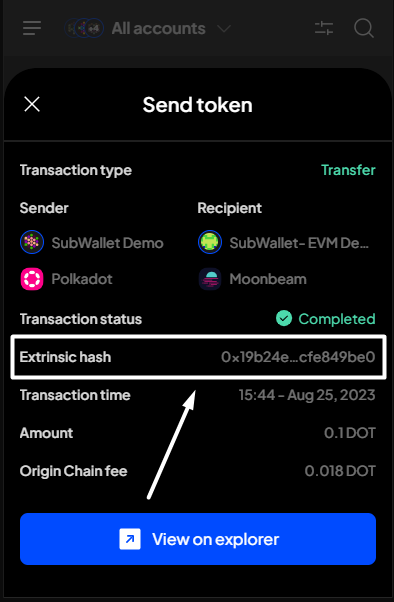 All accounts
Send token
Transaction type Transfer
Sender Recipient
SubWallet Demo SubWallet- EVM De...
Polkadot Moonbeam
Transaction status Completed
Extrinsic hash 0x19b24e...cfe849be0
Transaction time 15:44 - Aug 25, 2023
Amount 0.1 DOT
Origin Chain fee 0.018 DOT
View on explorer